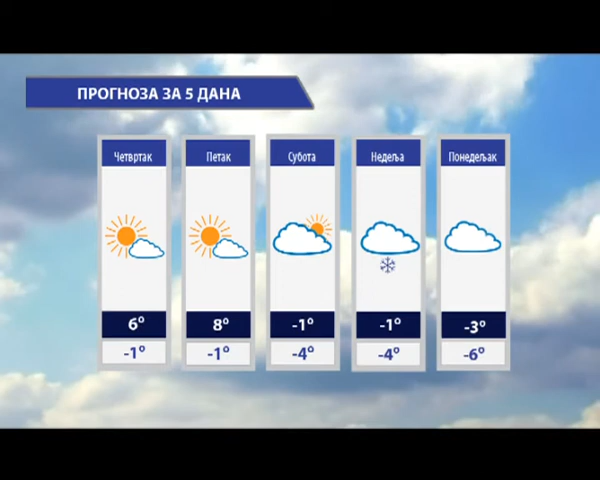 ПРОГНОЗА ЗА 5 ДАНА
Четвртак Петак Субота Недеља Понедељак
6° 8° -1° -1° -3°
-1° -1° -4° -4° -6°